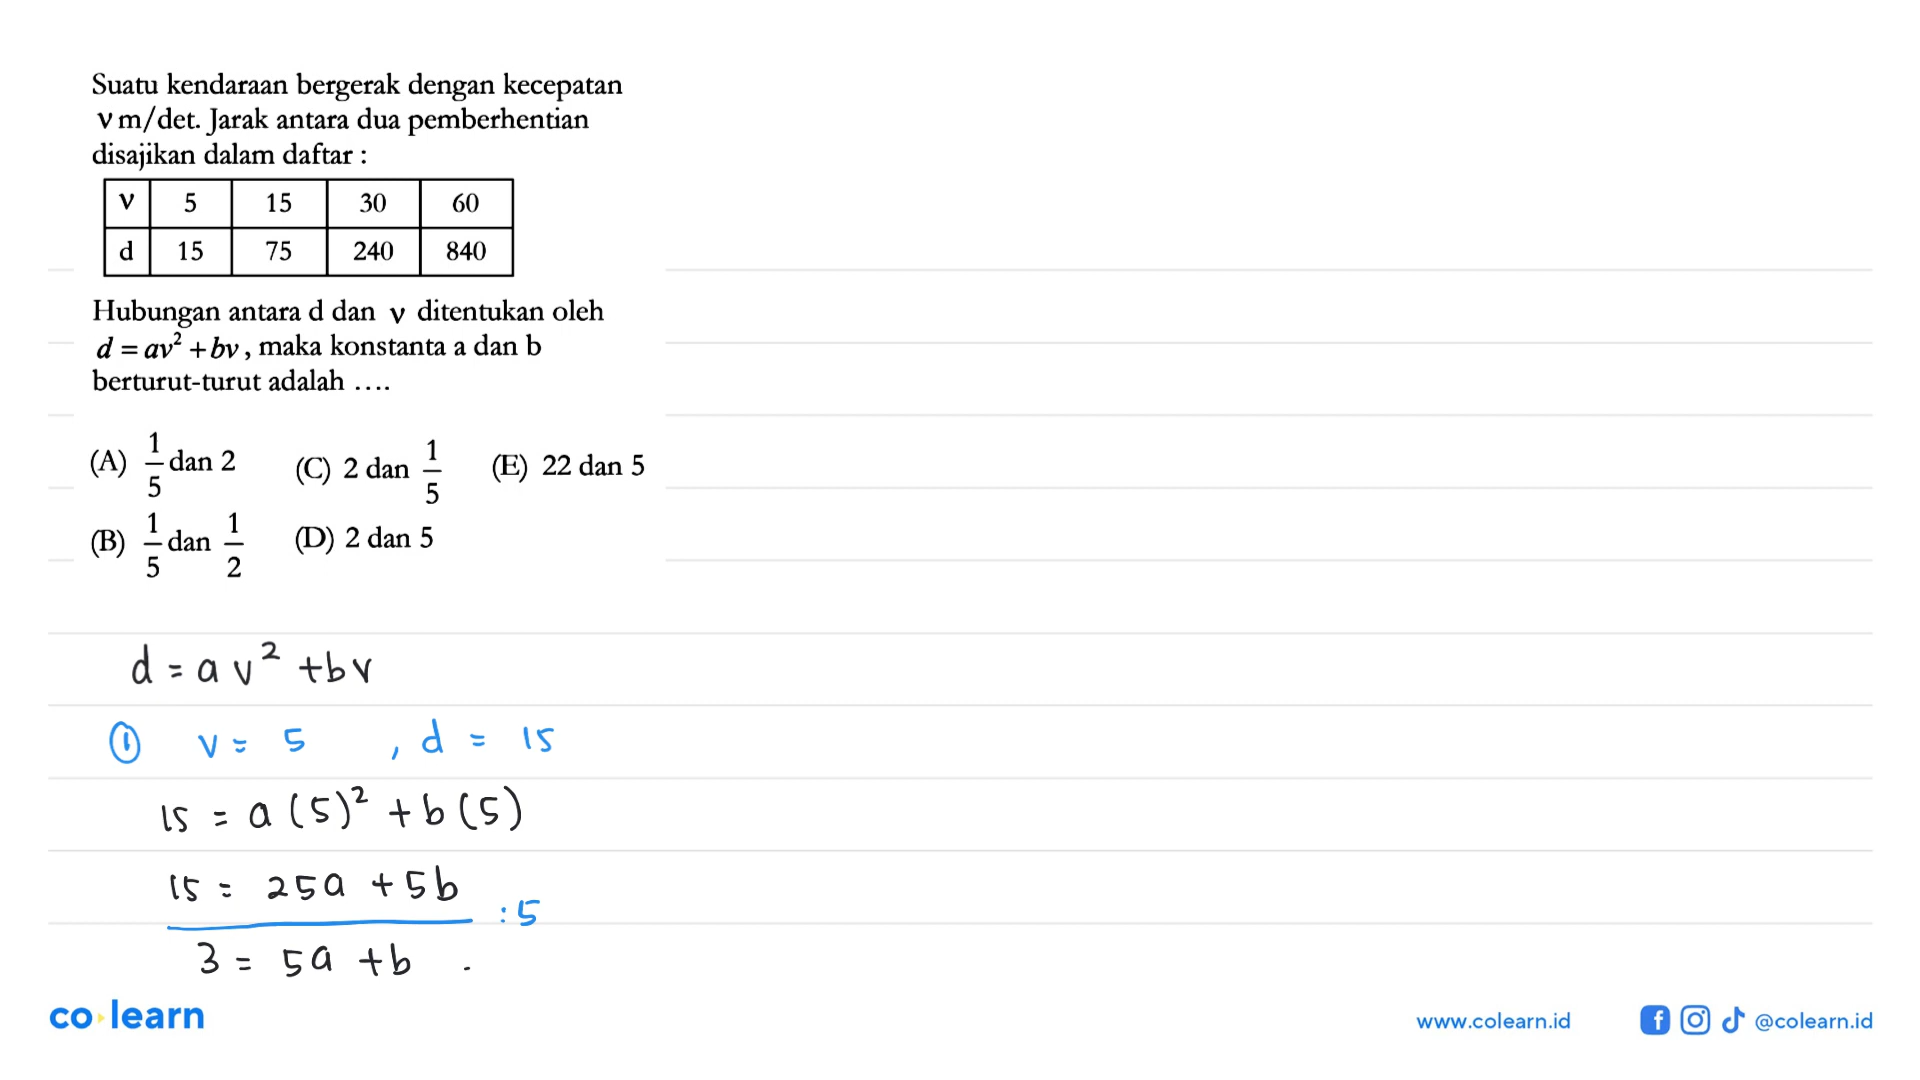 Suatu kendaraan bergerak dengan kecepatan
v m/det. Jarak antara dua pemberhentian
disajikan dalam daftar :
v 5 15 30 60
d 15 75 240 840
Hubungan antara d dan v ditentukan oleh
d = av² + bv, maka konstanta a dan b
berturut-turut adalah ....
(A) 1/5 dan 2 (C) 2 dan 1/5 (E) 22 dan 5
(B) 1/5 dan 1/2 (D) 2 dan 5
d = av² + bv
① v = 5 , d = 15
15 = a(5)² + b(5)
15 = 25a + 5b
: 5
3 = 5a + b .
co learn
www.colearn.id @colearn.id